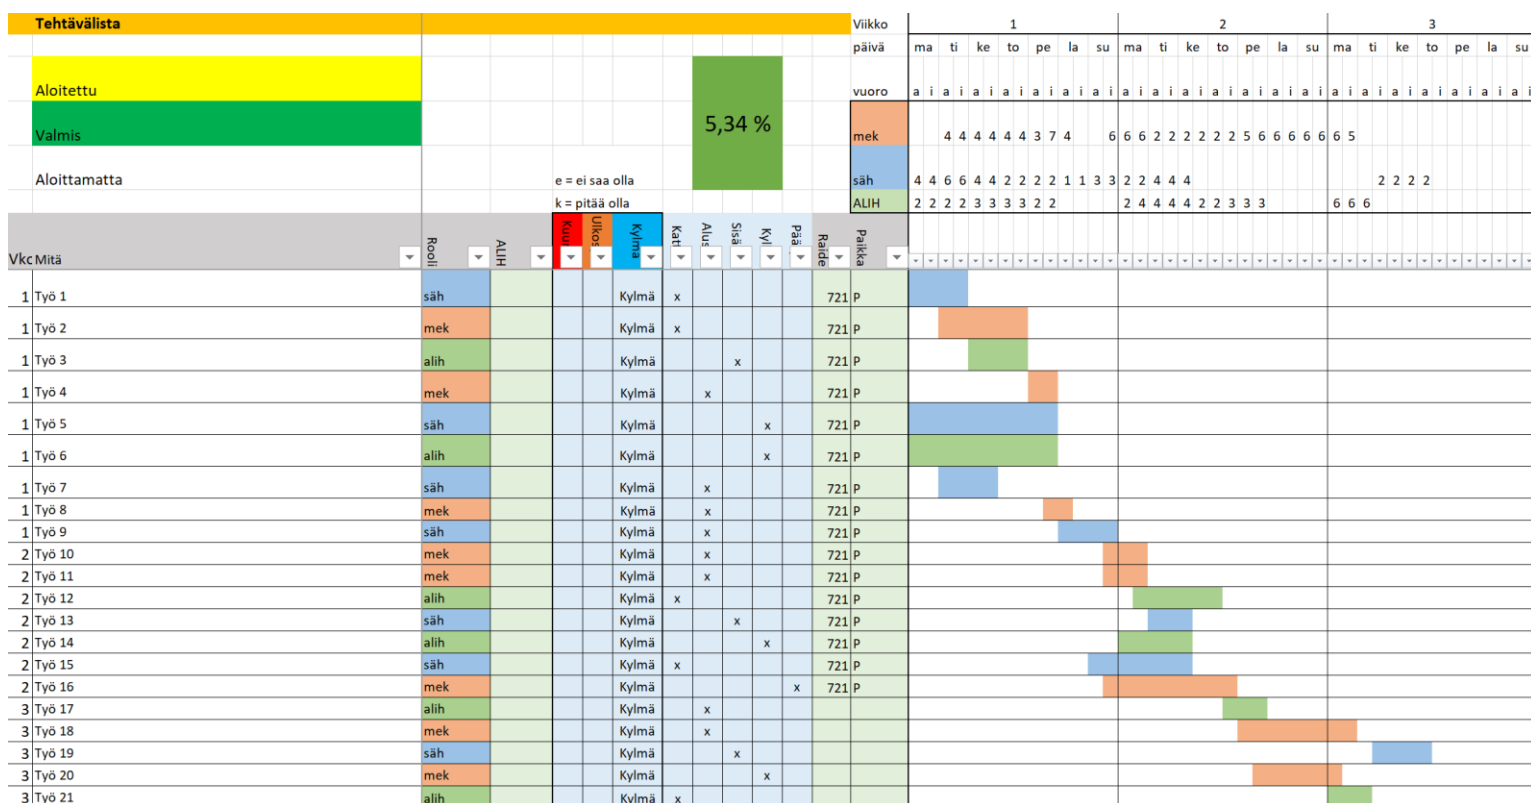 Tehtävälista Viikko 1 2 3
päivä ma ti ke to pe la su ma ti ke to pe la su ma ti ke to pe la su
Aloitettu vuoro a i a i a i a i a i a i a i a i a i a i a i a i a i a i a i a i a i a i a i a i a i
Valmis 5,34 % mek 4 4 4 4 4 4 3 7 4 6 6 6 2 2 2 2 2 2 5 6 6 6 6 6 6 5
Aloittamatta e = ei saa olla säh 4 4 6 6 4 4 2 2 2 2 1 1 3 3 2 2 4 4 4 2 2 2 2
k = pitää olla ALIH 2 2 2 2 3 3 3 3 2 2 2 4 4 4 4 2 2 3 3 3 6 6 6
Mitä Rooli ALIH Kylmä Alus Sisä Kyl Pää Raide Paikka
1 Työ 1 säh Kylmä x 721 P
1 Työ 2 mek Kylmä x 721 P
1 Työ 3 alih Kylmä x 721 P
1 Työ 4 mek Kylmä x 721 P
1 Työ 5 säh Kylmä x 721 P
1 Työ 6 alih Kylmä x 721 P
1 Työ 7 säh Kylmä x 721 P
1 Työ 8 mek Kylmä x 721 P
1 Työ 9 säh Kylmä x 721 P
2 Työ 10 mek Kylmä x 721 P
2 Työ 11 mek Kylmä x 721 P
2 Työ 12 alih Kylmä x 721 P
2 Työ 13 säh Kylmä x 721 P
2 Työ 14 alih Kylmä x 721 P
2 Työ 15 säh Kylmä x 721 P
2 Työ 16 mek Kylmä x 721 P
3 Työ 17 alih Kylmä x
3 Työ 18 mek Kylmä x
3 Työ 19 säh Kylmä x
3 Työ 20 mek Kylmä x
3 Työ 21 alih Kylmä x